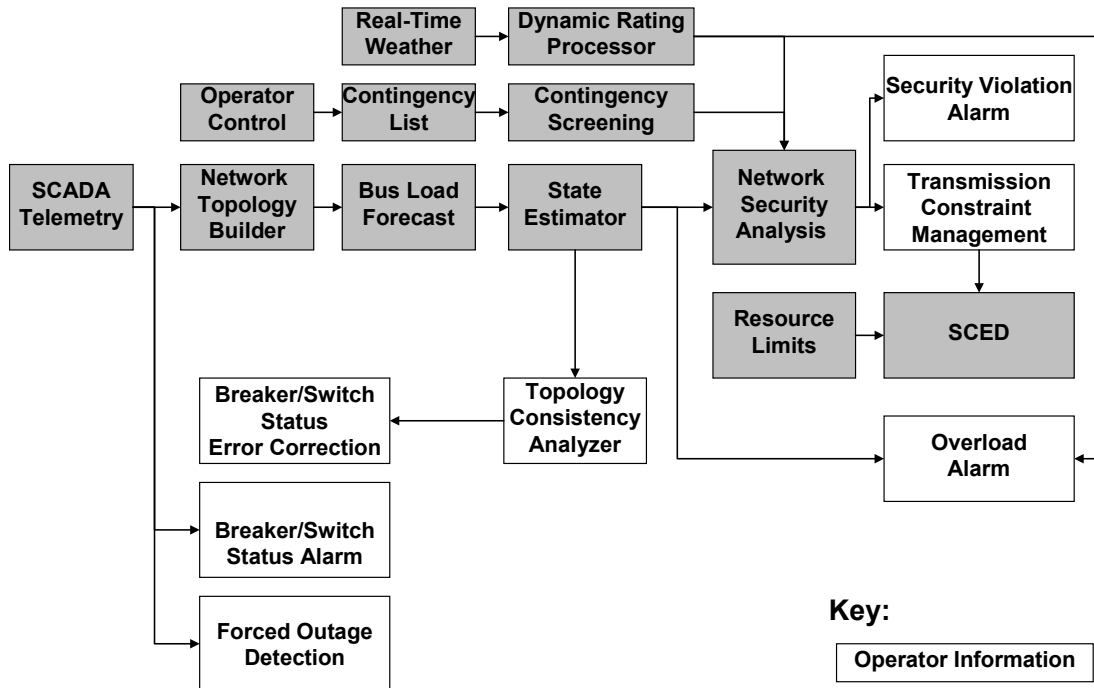 Real-Time
Weather
Dynamic Rating
Processor
Operator
Control
Contingency
List
Contingency
Screening
Security Violation
Alarm
SCADA
Telemetry
Network
Topology
Builder
Bus Load
Forecast
State
Estimator
Network
Security
Analysis
Transmission
Constraint
Management
Resource
Limits
SCED
Breaker/Switch
Status
Error Correction
Topology
Consistency
Analyzer
Overload
Alarm
Breaker/Switch
Status Alarm
Forced Outage
Detection
Key:
Operator Information